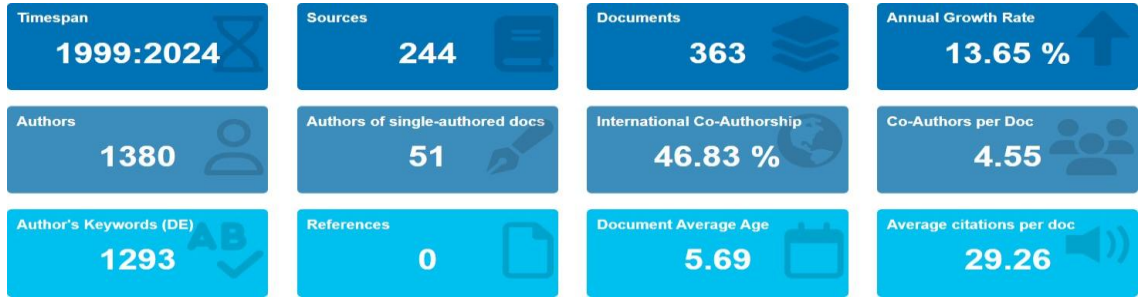 Timespan
1999:2024
Sources
244
Documents
363
Annual Growth Rate
13.65 %
Authors
1380
Authors of single-authored docs
51
International Co-Authorship
46.83 %
Co-Authors per Doc
4.55
Author's Keywords (DE)
AB
1293
References
0
Document Average Age
5.69
Average citations per doc
29.26